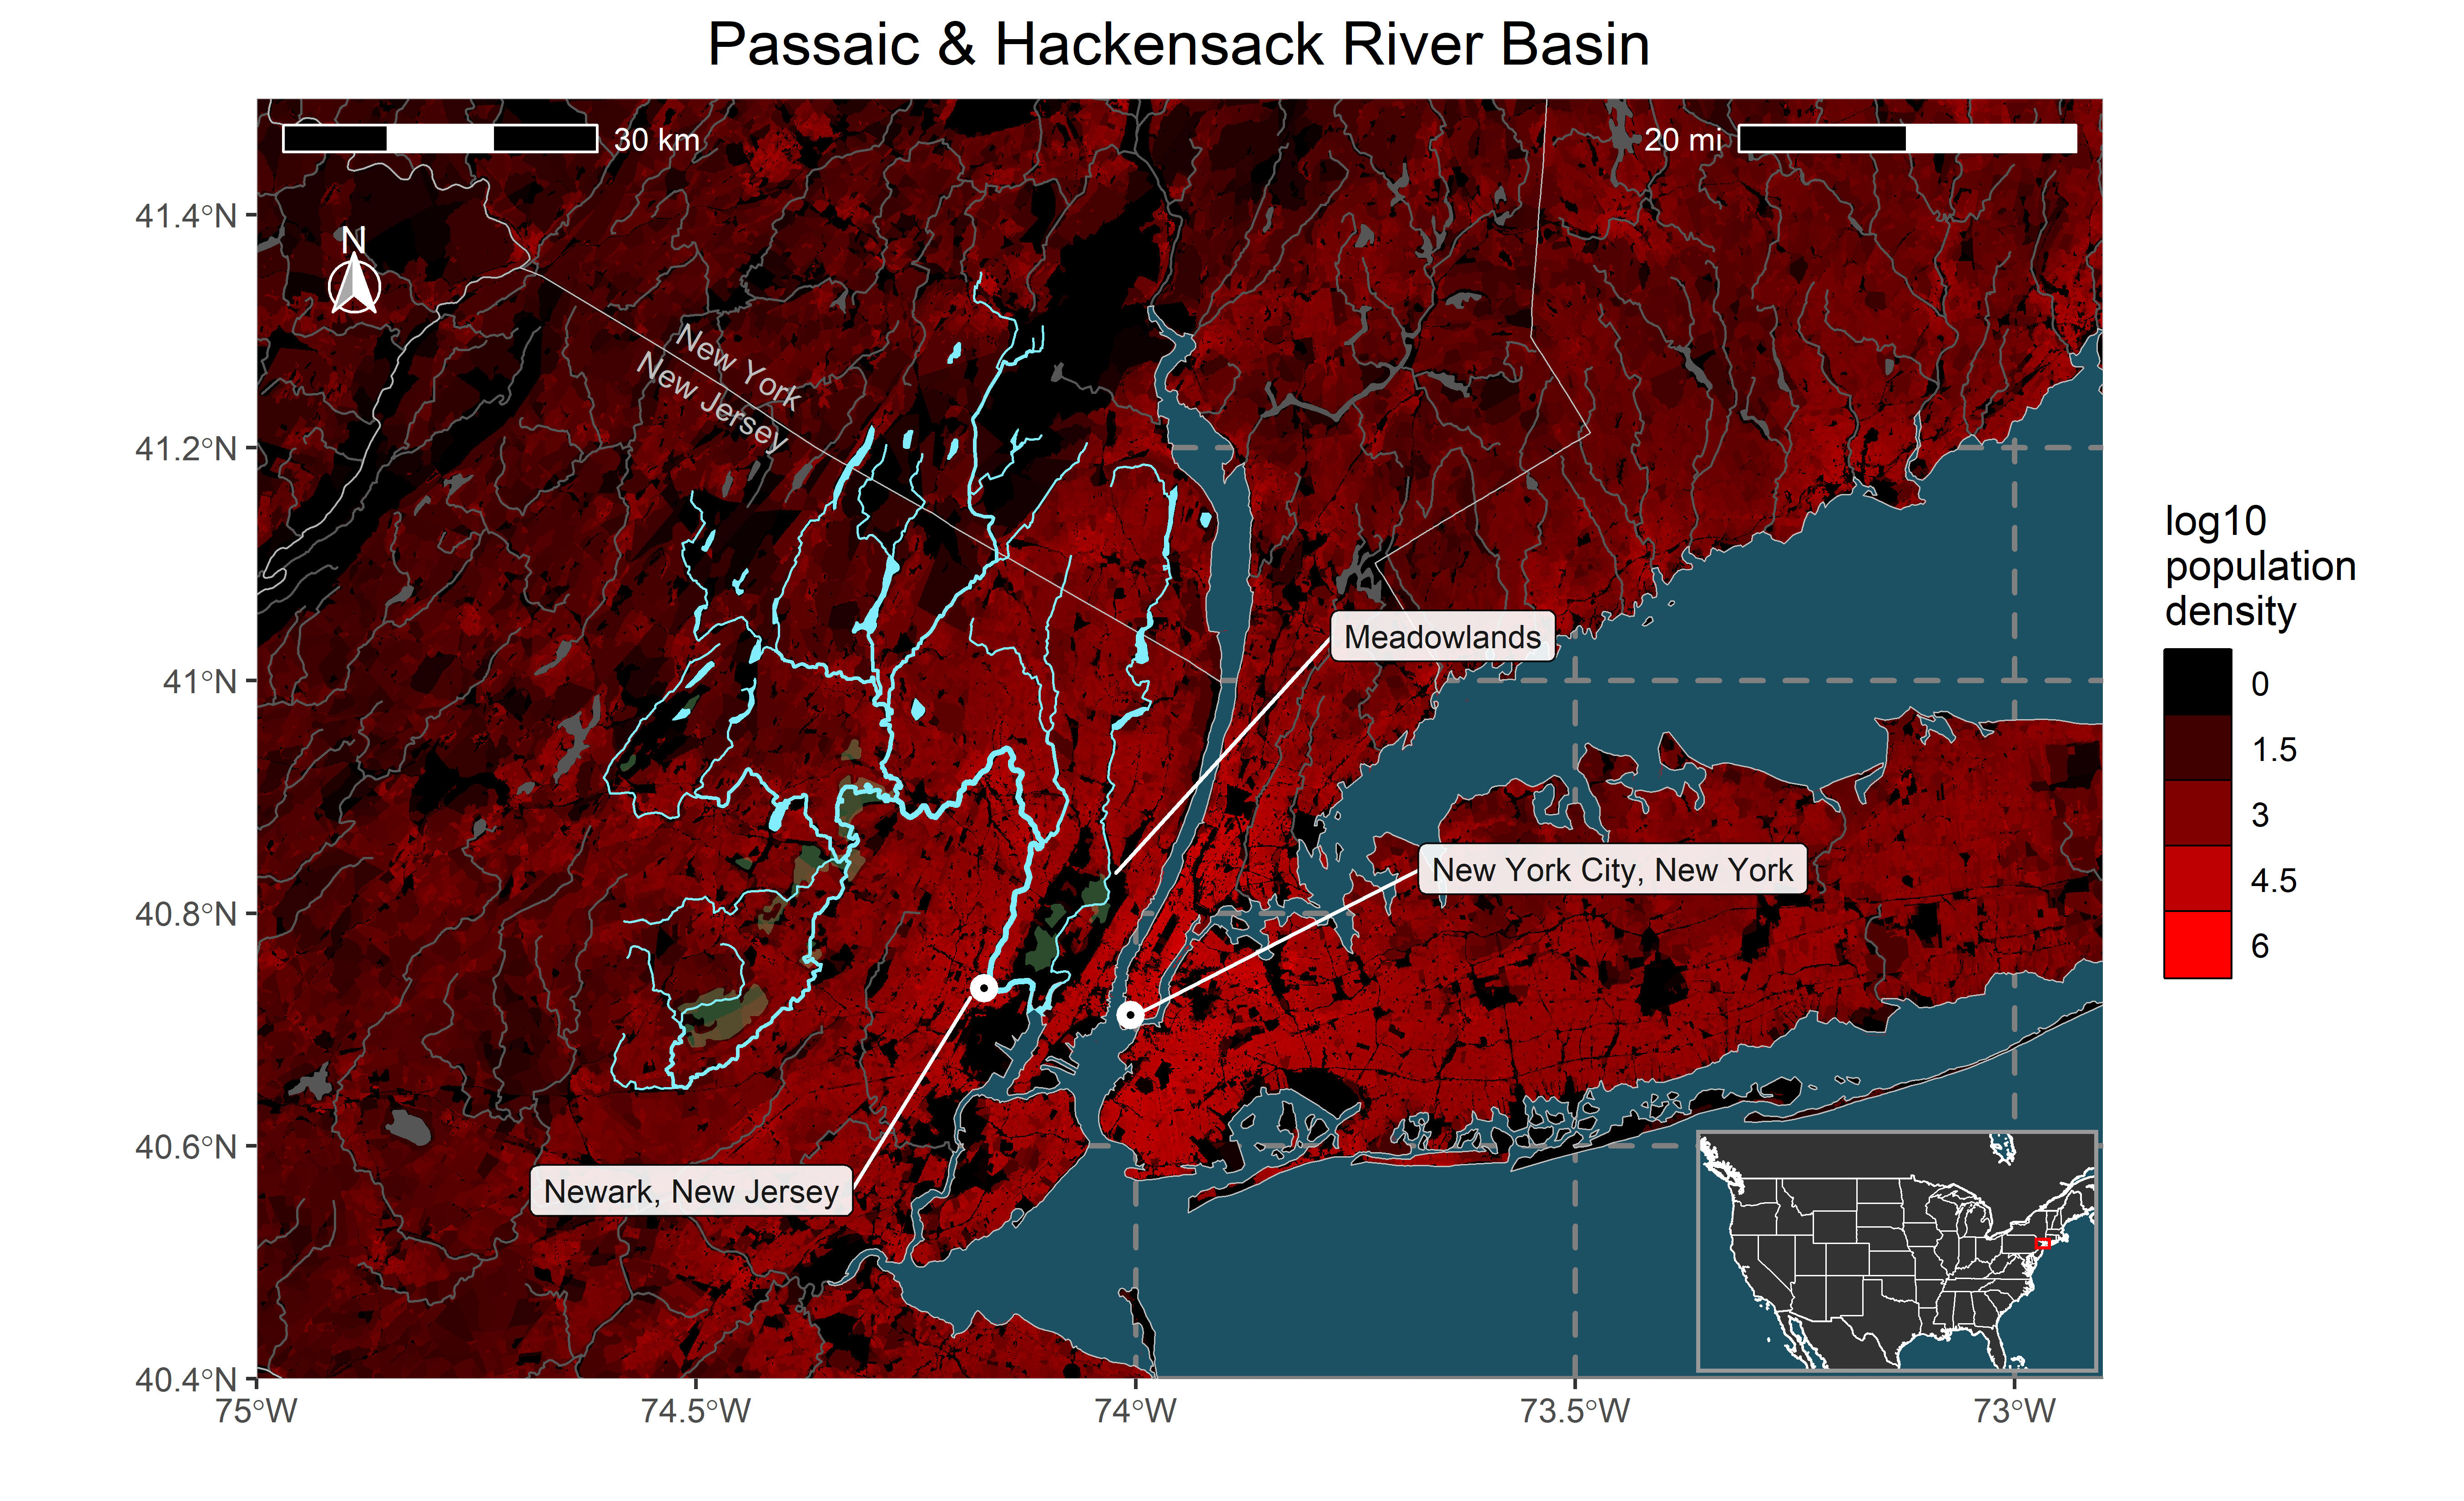 Passaic & Hackensack River Basin
30 km
20 mi
N
New York
New Jersey
Meadowlands
New York City, New York
Newark, New Jersey
41.4°N
41.2°N
41°N
40.8°N
40.6°N
40.4°N
75°W
74.5°W
74°W
73.5°W
73°W
log10
population
density
0
1.5
3
4.5
6